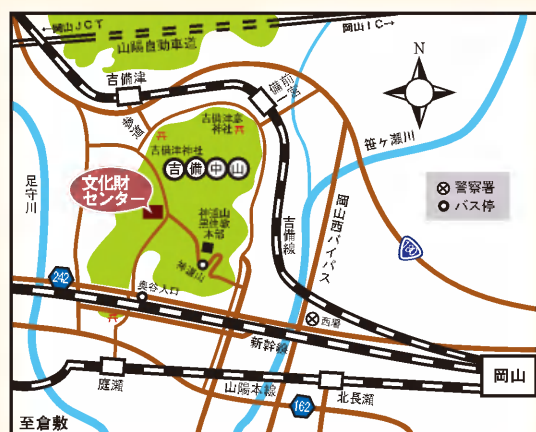 ←岡山JCT
岡山IC→
山陽自動車道
吉備津
備前一宮
N
参道
吉備津彦
神社
笹ヶ瀬川
吉備津神社
吉備中山
足守川
文化財
センター
警察署
バス停
岡山西バイパス
吉備線
180
本部
神道山
242
奥谷入口
西署
新幹線
岡山
庭瀬
山陽本線
北長瀬
162
至倉敷